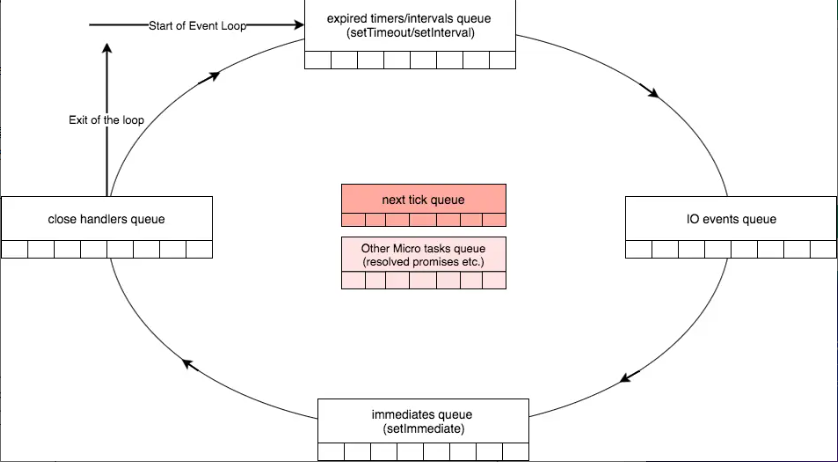 Start of Event Loop
expired timers/intervals queue
(setTimeout/setInterval)
Exit of the loop
next tick queue
close handlers queue
IO events queue
Other Micro tasks queue
(resolved promises etc.)
immediates queue
(setImmediate)